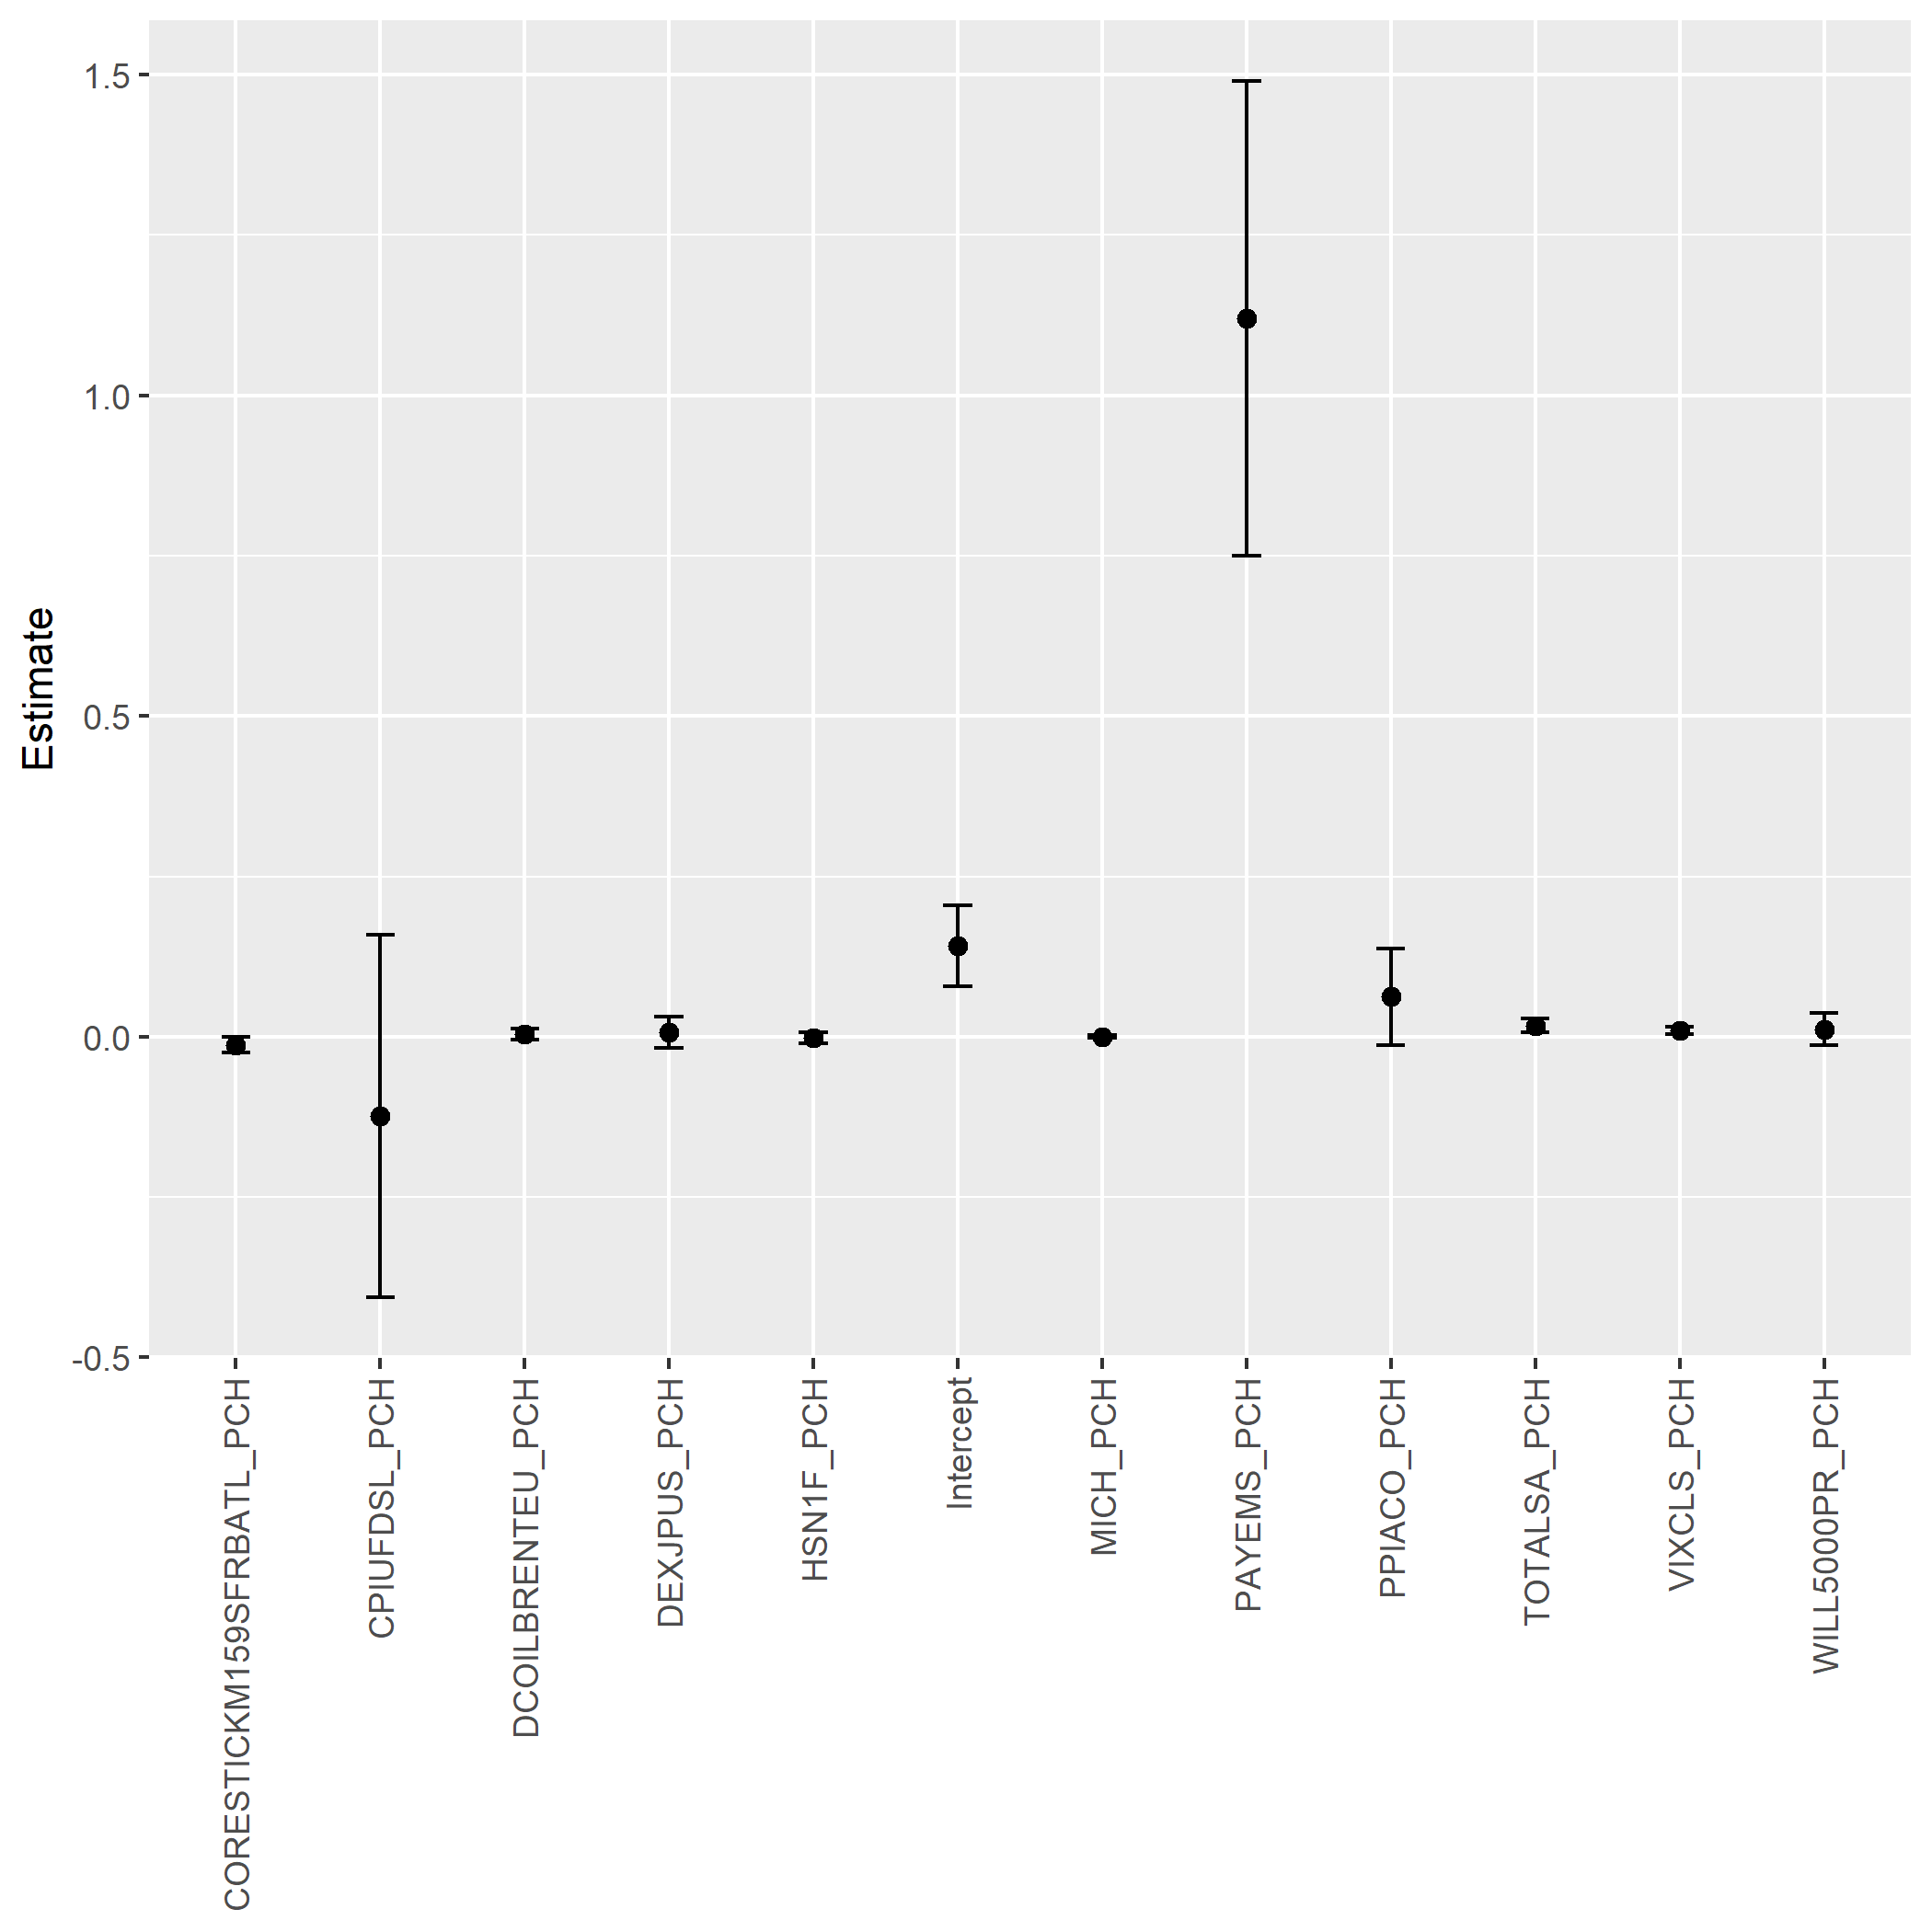 1.5
1.0
0.5
0.0
-0.5
Estimate
CORESTICKM159SFRBATL_PCH
CPIUFDSL_PCH
DCOILBRENTEU_PCH
DEXJPUS_PCH
HSN1F_PCH
Intercept
MICH_PCH
PAYEMS_PCH
PPIACO_PCH
TOTALSA_PCH
VIXCLS_PCH
WILL5000PR_PCH